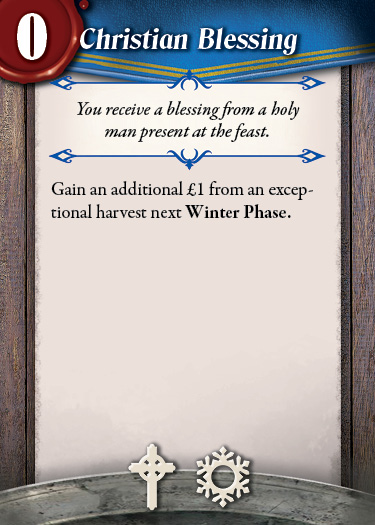 0
Christian Blessing
You receive a blessing from a holy
man present at the feast.
Gain an additional £1 from an excep-
tional harvest next Winter Phase.